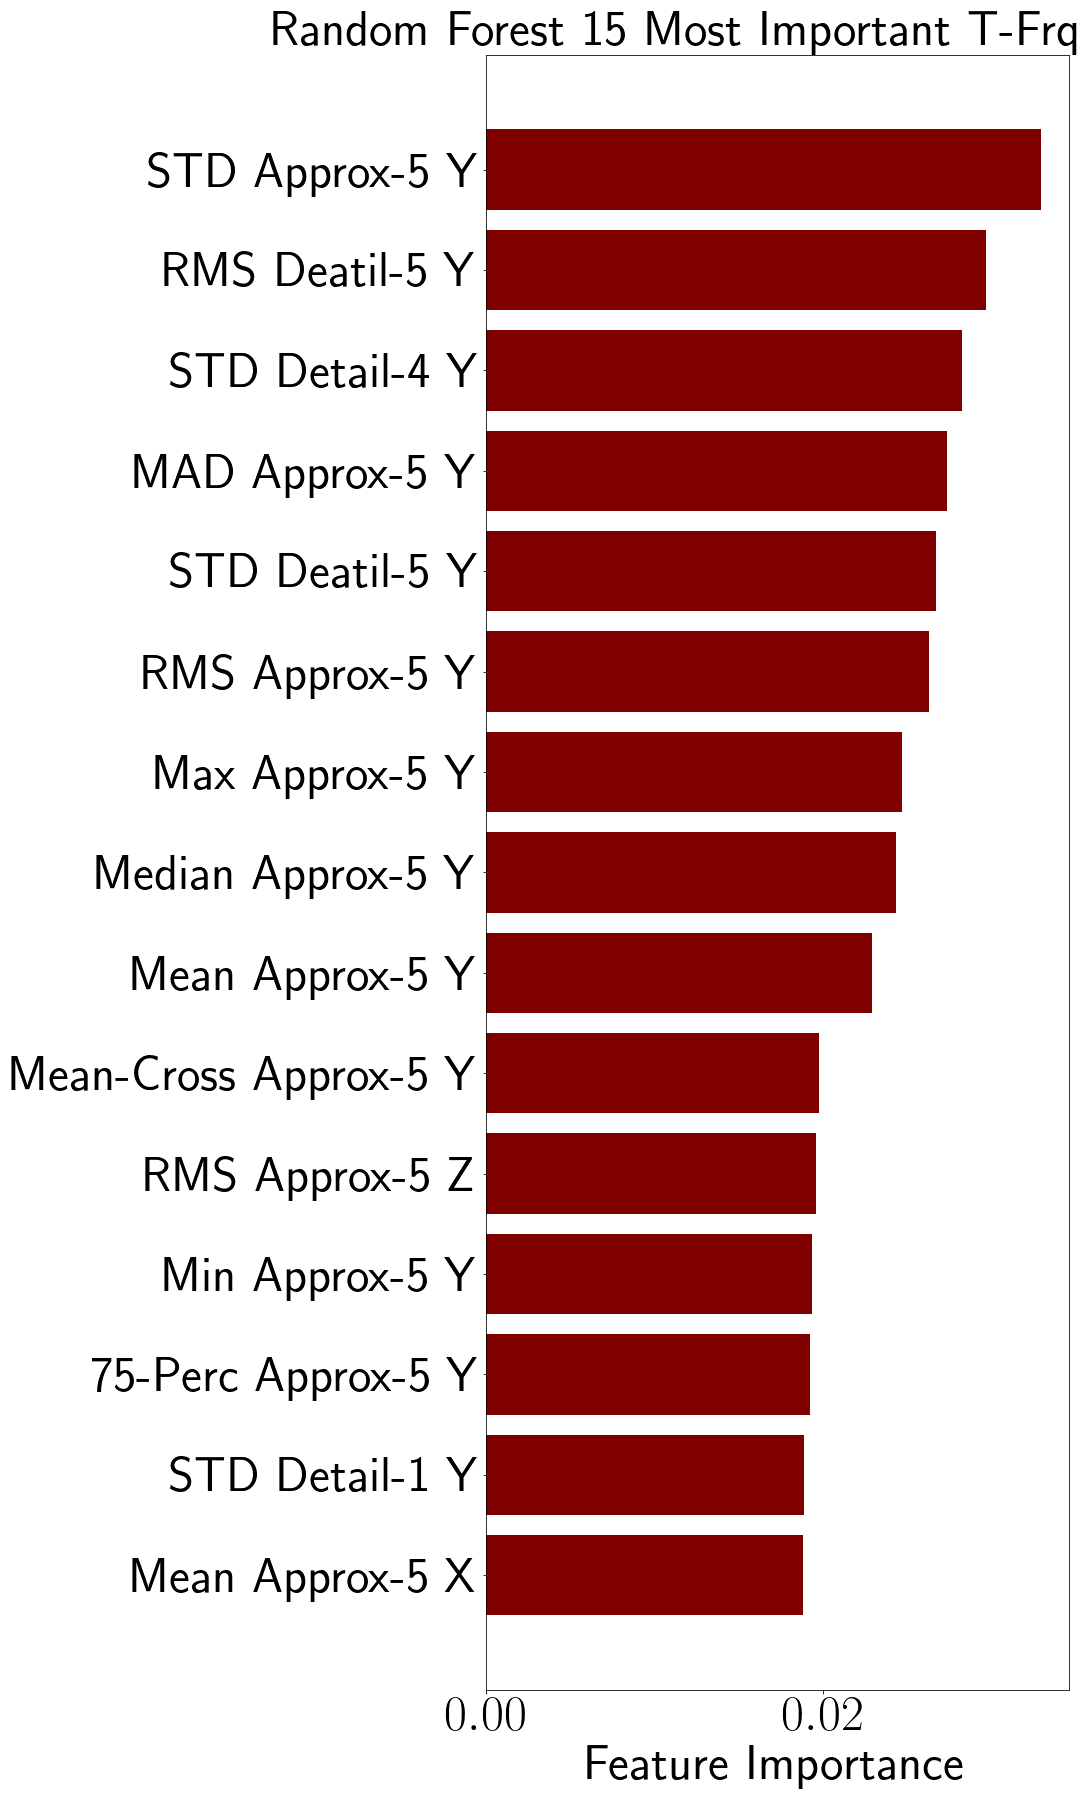 Random Forest 15 Most Important T-Frq
STD Approx-5 Y
RMS Deatil-5 Y
STD Detail-4 Y
MAD Approx-5 Y
STD Deatil-5 Y
RMS Approx-5 Y
Max Approx-5 Y
Median Approx-5 Y
Mean Approx-5 Y
Mean-Cross Approx-5 Y
RMS Approx-5 Z
Min Approx-5 Y
75-Perc Approx-5 Y
STD Detail-1 Y
Mean Approx-5 X
0.00 0.02
Feature Importance